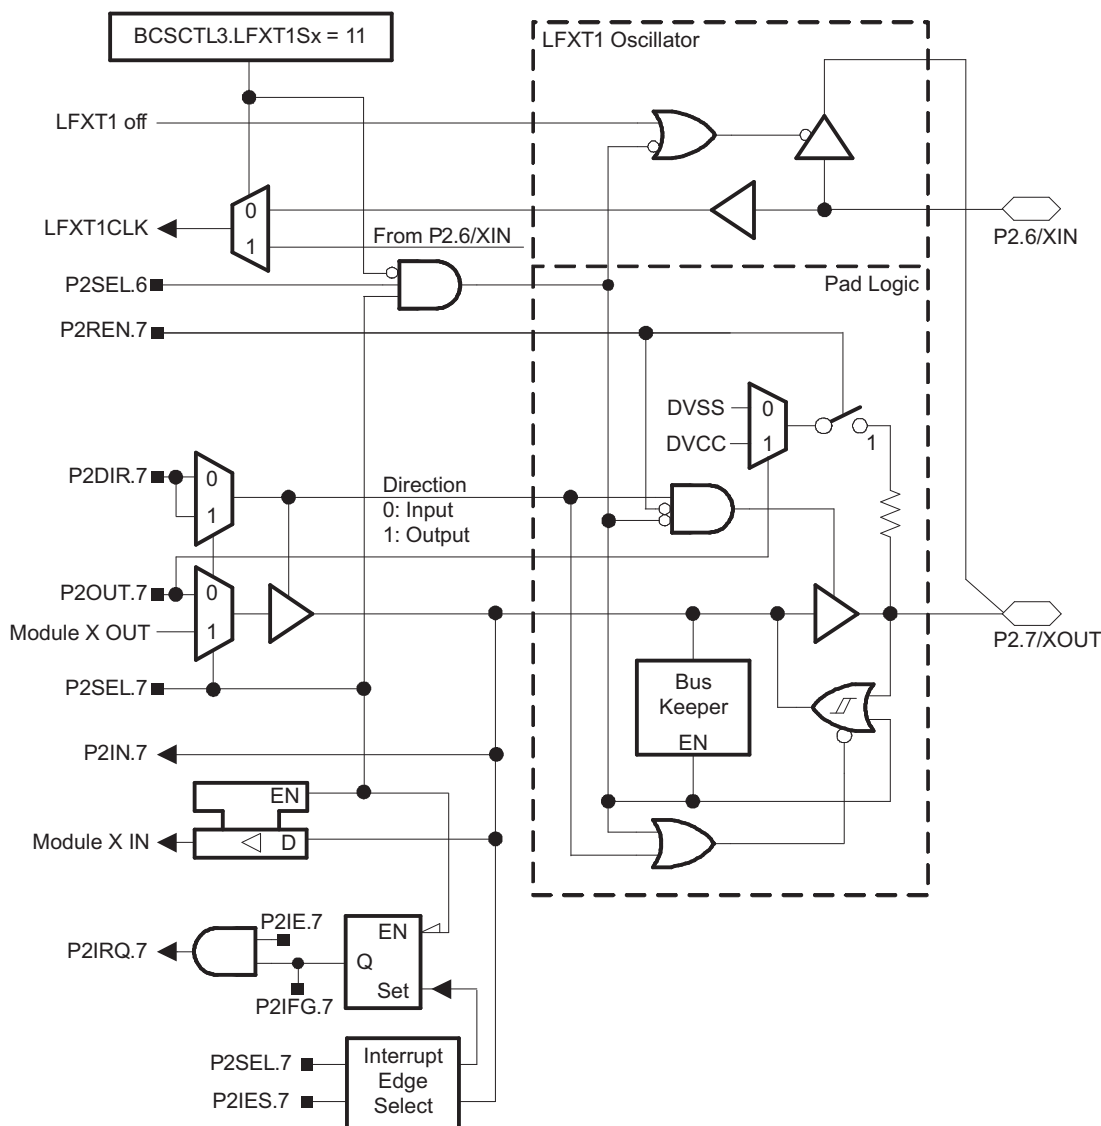 BCSCTL3.LFXT1Sx = 11
LFXT1 Oscillator
LFXT1 off
0
LFXT1CLK
1
From P2.6/XIN
P2.6/XIN
P2SEL.6
Pad Logic
P2REN.7
DVSS
0
DVCC
1
1
P2DIR.7
0
1
Direction
0: Input
1: Output
P2OUT.7
0
Module X OUT
1
P2.7/XOUT
P2SEL.7
Bus
Keeper
EN
P2IN.7
EN
Module X IN
D
P2IE.7
EN
P2IRQ.7
Q
Set
P2IFG.7
P2SEL.7
P2IES.7
Interrupt
Edge
Select